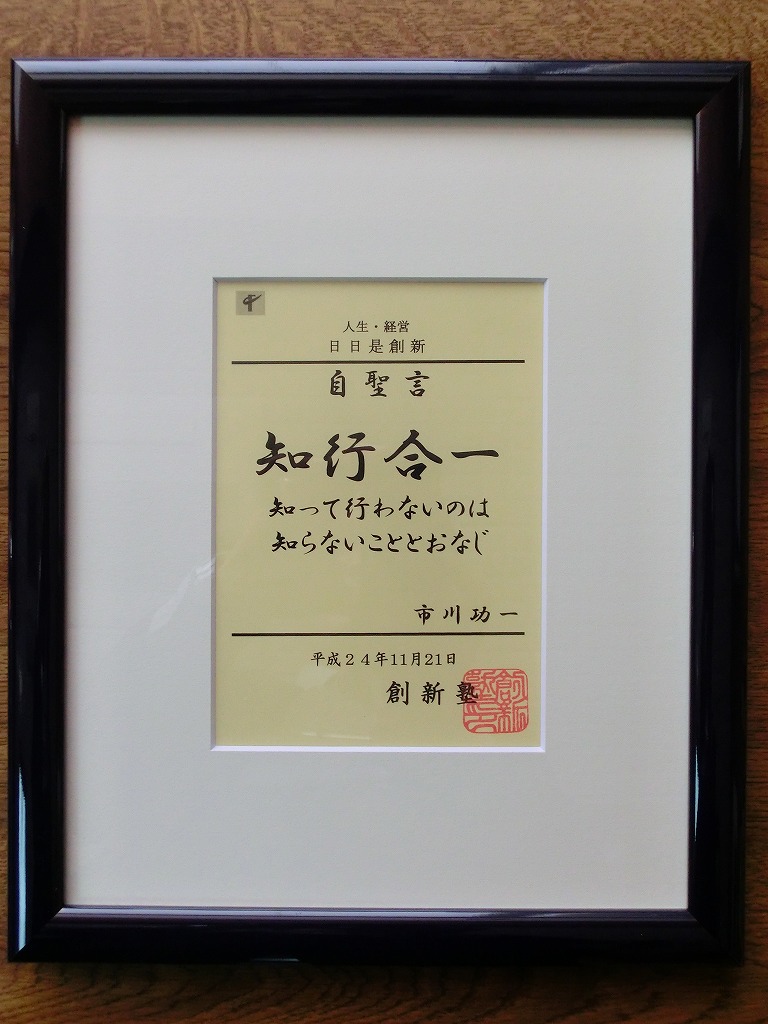 人生・経営
日日是創新
自聖言
知行合一
知って行わないのは
知らないこととおなじ
市川功一
平成２４年11月21日
創新塾